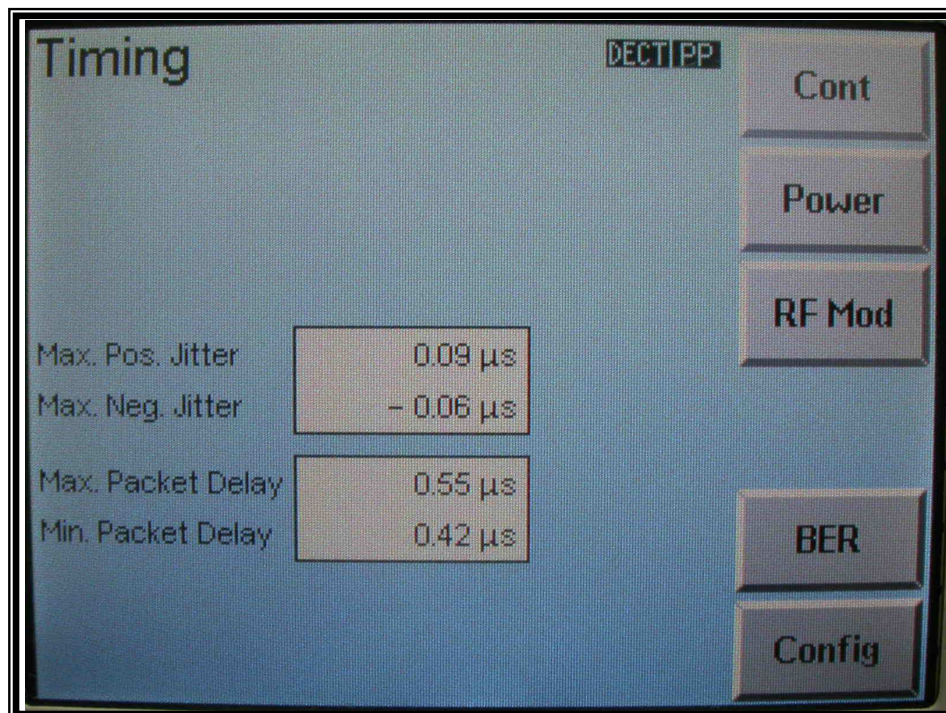 Timing
DECT PP
Cont
Power
RF Mod
Max. Pos. Jitter 0.09 µs
Max. Neg. Jitter - 0.06 µs
Max. Packet Delay 0.55 µs
Min. Packet Delay 0.42 µs
BER
Config